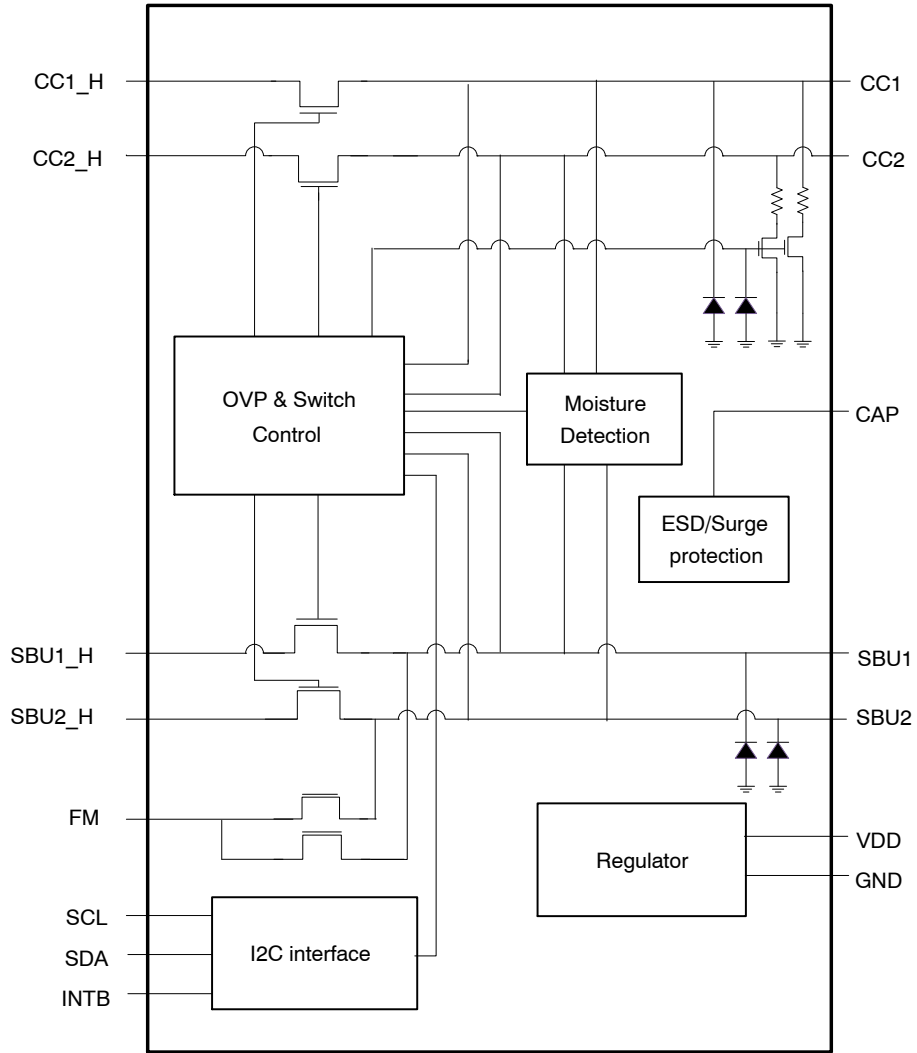 CC1_H
CC1
CC2_H
CC2
OVP & Switch
Control
Moisture
Detection
CAP
ESD/Surge
protection
SBU1_H
SBU1
SBU2_H
SBU2
FM
Regulator
VDD
GND
SCL
SDA
INTB
I2C interface